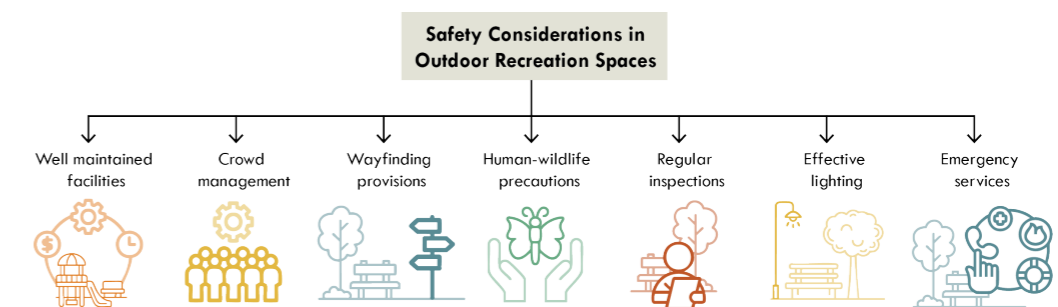 Safety Considerations in
Outdoor Recreation Spaces
Well maintained
facilities
Crowd
management
Wayfinding
provisions
Human-wildlife
precautions
Regular
inspections
Effective
lighting
Emergency
services
$